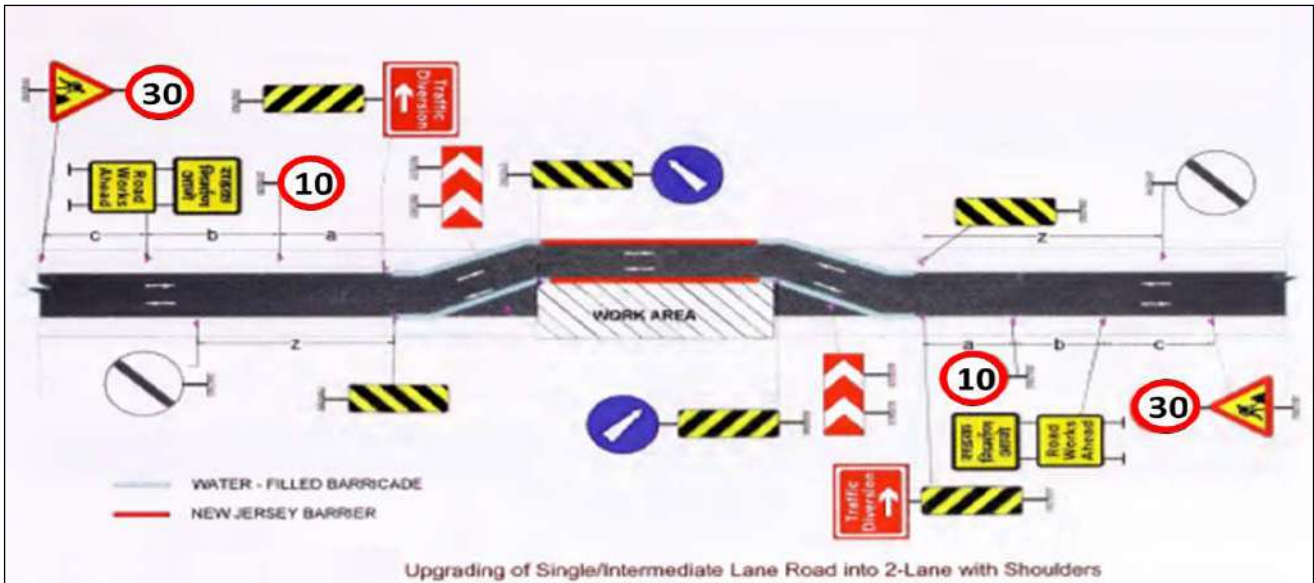 30
Traffic
Diversion
Road
Works
Ahead
10
c
b
a
z
WORK AREA
z
a
b
c
10
30
Road
Works
Ahead
Traffic
Diversion
WATER - FILLED BARRICADE
NEW JERSEY BARRIER
Upgrading of Single/Intermediate Lane Road into 2-Lane with Shoulders